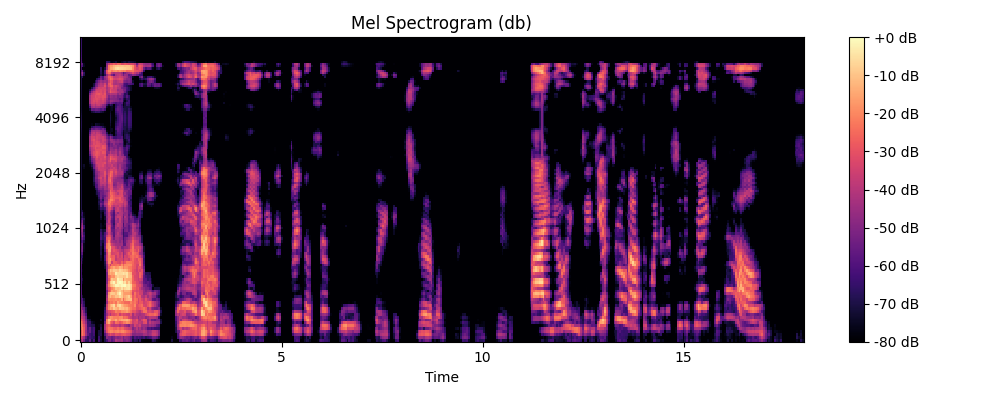 Mel Spectrogram (db)
8192
4096
2048
1024
512
0
Hz
0 5 10 15
Time
+0 dB
-10 dB
-20 dB
-30 dB
-40 dB
-50 dB
-60 dB
-70 dB
-80 dB